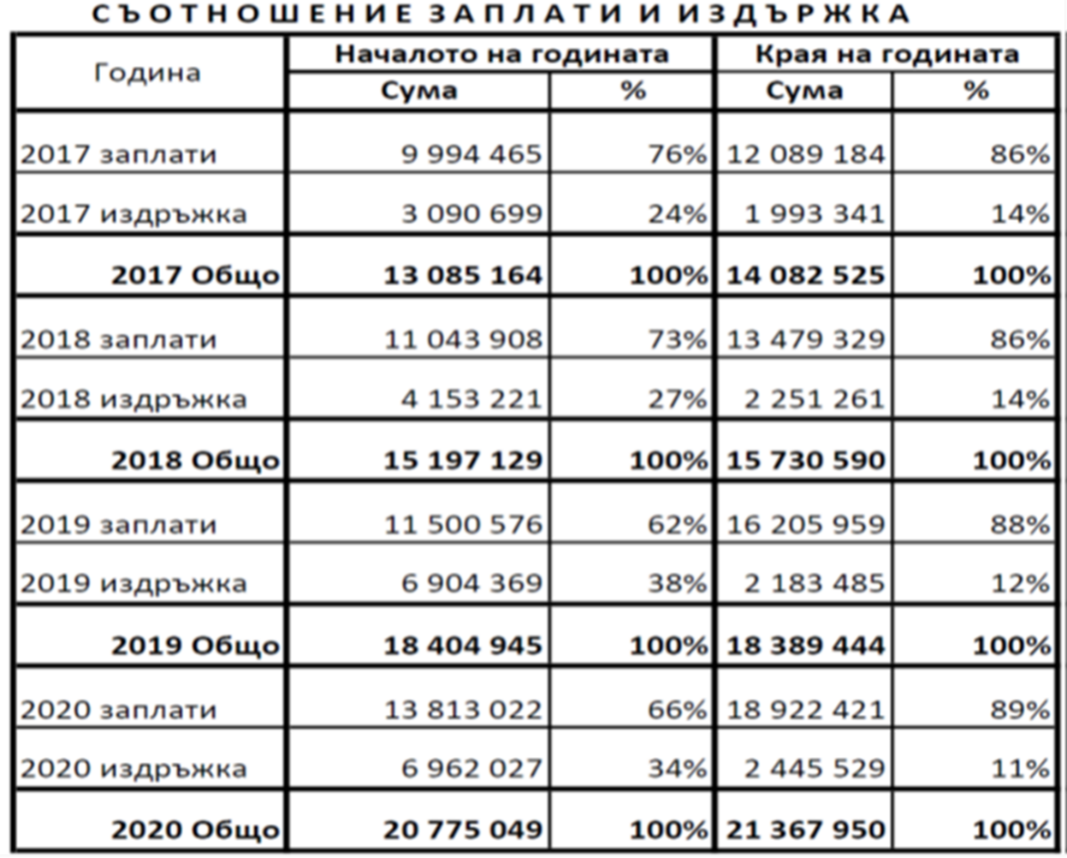 СЪОТНОШЕНИЕ ЗАПЛАТИ И ИЗДЪРЖКА
Година Началото на годината Края на годината
Сума % Сума %
2017 заплати 9 994 465 76% 12 089 184 86%
2017 издръжка 3 090 699 24% 1 993 341 14%
2017 Общо 13 085 164 100% 14 082 525 100%
2018 заплати 11 043 908 73% 13 479 329 86%
2018 издръжка 4 153 221 27% 2 251 261 14%
2018 Общо 15 197 129 100% 15 730 590 100%
2019 заплати 11 500 576 62% 16 205 959 88%
2019 издръжка 6 904 369 38% 2 183 485 12%
2019 Общо 18 404 945 100% 18 389 444 100%
2020 заплати 13 813 022 66% 18 922 421 89%
2020 издръжка 6 962 027 34% 2 445 529 11%
2020 Общо 20 775 049 100% 21 367 950 100%